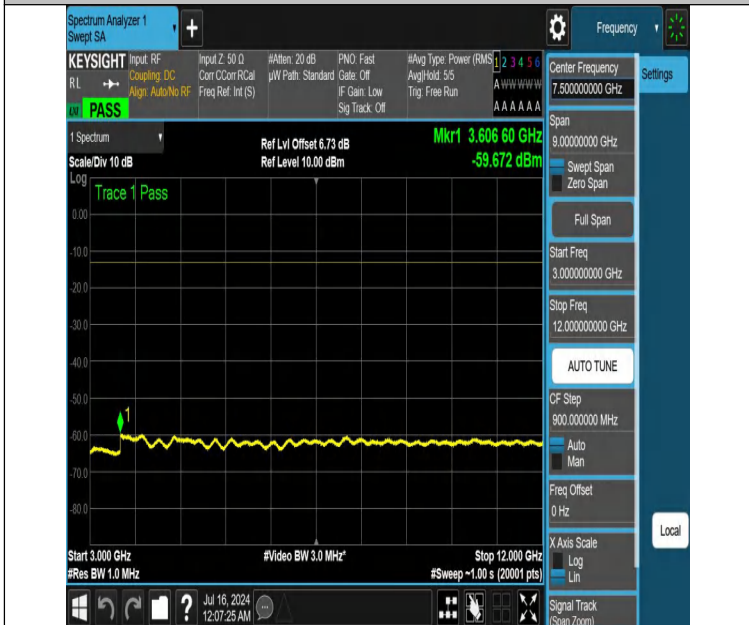 Spectrum Analyzer 1
Swept SA
Frequency
KEYSIGHT
RL
PASS
Input: RF
Coupling: DC
Align: Auto/No RF
Input Z: 50 Ω
Corr CCorr RCal
Freq Ref: Int (S)
#Atten: 20 dB
µW Path: Standard
PNO: Fast
Gate: Off
IF Gain: Low
Sig Track: Off
#Avg Type: Power (RMS
Avg|Hold: 5/5
Trig: Free Run
1 2 3 4 5 6
A W W W W W
A A A A A A
1 Spectrum
Scale/Div 10 dB
Ref Lvl Offset 6.73 dB
Ref Level 10.00 dBm
Mkr1 3.606 60 GHz
-59.672 dBm
Log
Trace 1 Pass
0.00
-10.0
-20.0
-30.0
-40.0
-50.0
-60.0
-70.0
-80.0
1
Start 3.000 GHz
#Res BW 1.0 MHz
#Video BW 3.0 MHz*
Stop 12.000 GHz
#Sweep ~1.00 s (20001 pts)
Jul 16, 2024
12:07:25 AM
Center Frequency
7.500000000 GHz
Settings
Span
9.00000000 GHz
Swept Span
Zero Span
Full Span
Start Freq
3.000000000 GHz
Stop Freq
12.000000000 GHz
AUTO TUNE
CF Step
900.000000 MHz
Auto
Man
Freq Offset
0 Hz
X Axis Scale
Log
Lin
Local
Signal Track
(Span Zoom)